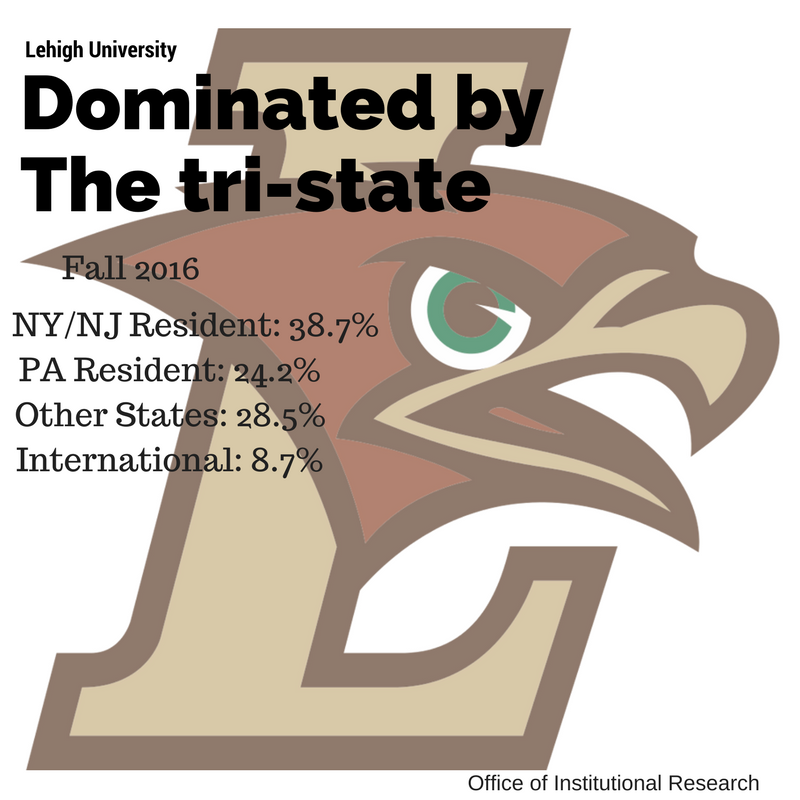 Lehigh University
Dominated by
The tri-state
Fall 2016
NY/NJ Resident: 38.7%
PA Resident: 24.2%
Other States: 28.5%
International: 8.7%
Office of Institutional Research